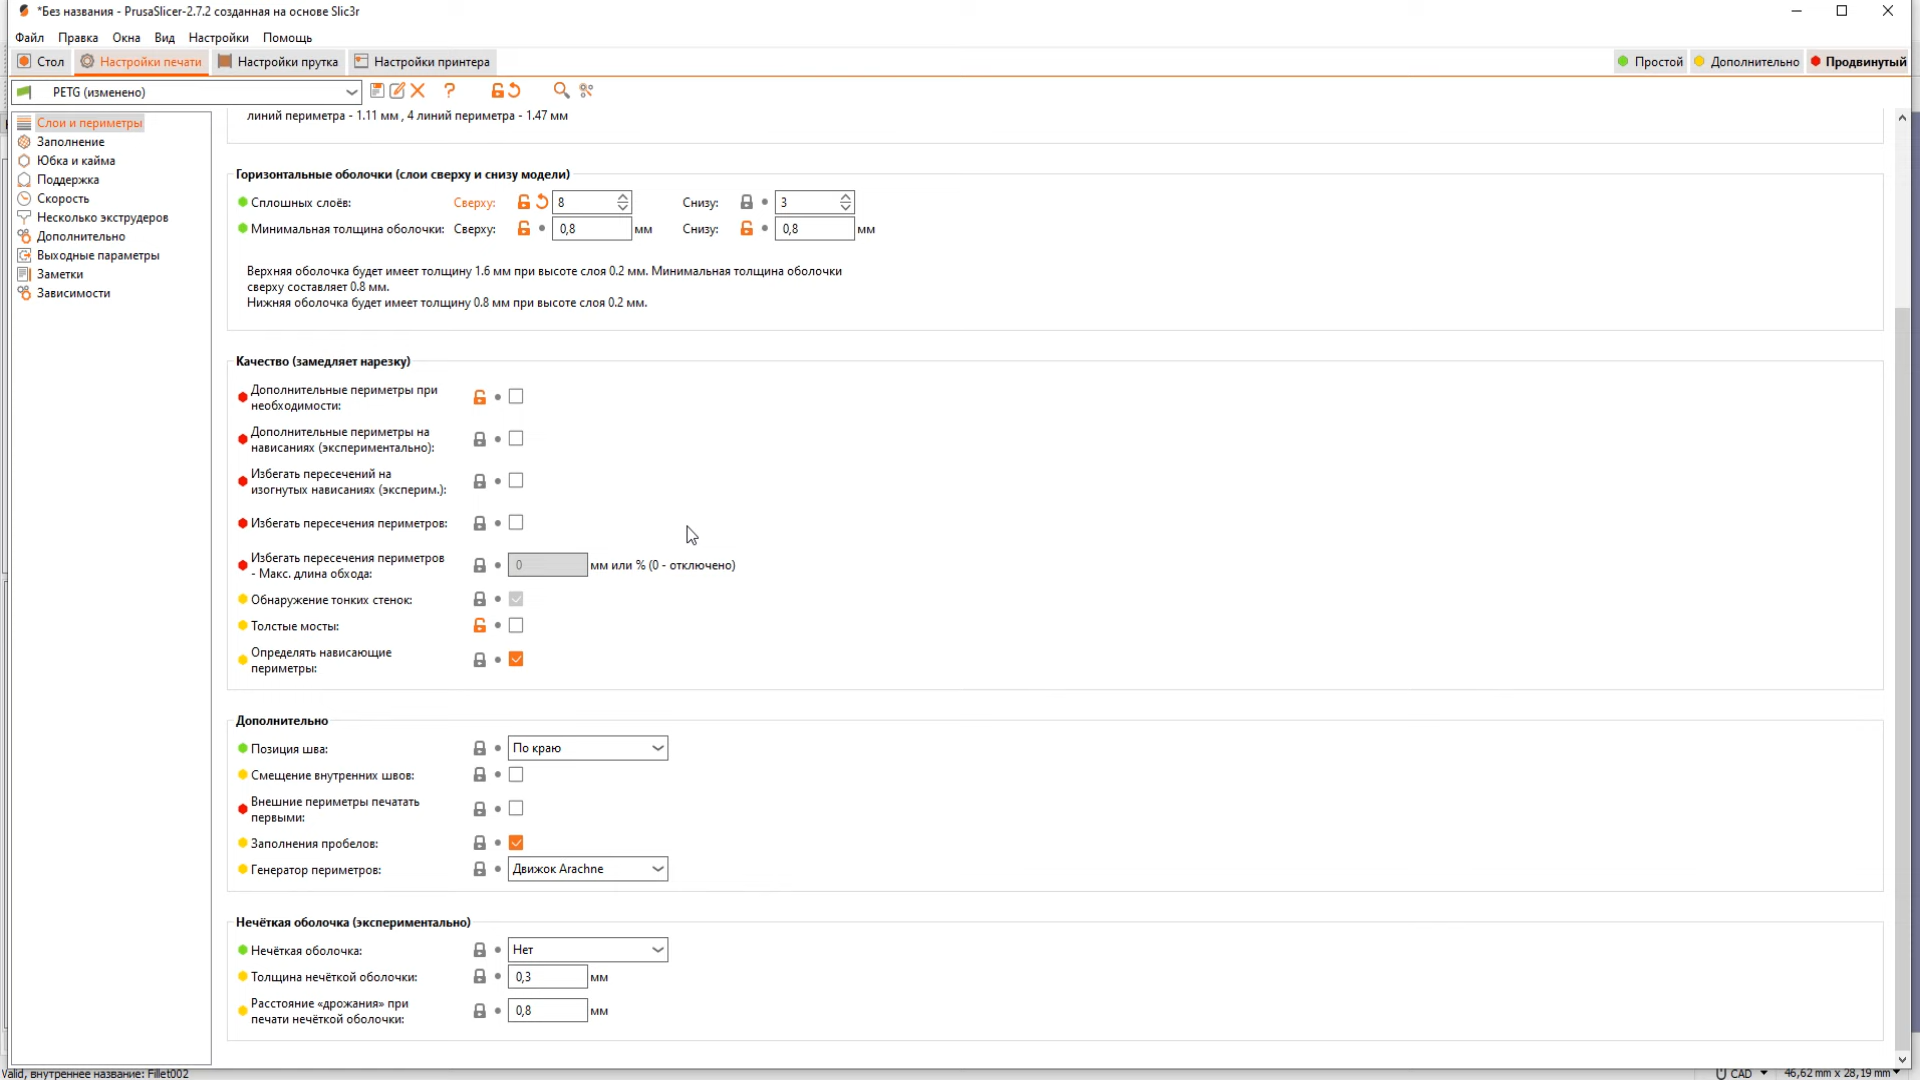 *Без названия - PrusaSlicer-2.7.2 созданная на основе Slic3r
Файл Правка Окна Вид Настройки Помощь
Стол Настройки печати Настройки прутка Настройки принтера Простой Дополнительно Продвинутый
PETG (изменено)
Слои и периметры
Заполнение
Юбка и кайма
Поддержка
Скорость
Несколько экструдеров
Дополнительно
Выходные параметры
Заметки
Зависимости
линий периметра - 1.11 мм , 4 линий периметра - 1.47 мм
Горизонтальные оболочки (слои сверху и снизу модели)
Сплошных слоёв: Сверху: 8 Снизу: 3
Минимальная толщина оболочки: Сверху: 0,8 мм Снизу: 0,8 мм
Верхняя оболочка будет имеет толщину 1.6 мм при высоте слоя 0.2 мм. Минимальная толщина оболочки
сверху составляет 0.8 мм.
Нижняя оболочка будет имеет толщину 0.8 мм при высоте слоя 0.2 мм.
Качество (замедляет нарезку)
Дополнительные периметры при
необходимости:
Дополнительные периметры на
нависаниях (экспериментально):
Избегать пересечений на
изогнутых нависаниях (эксперим.):
Избегать пересечения периметров:
Избегать пересечения периметров
- Макс. длина обхода: 0 мм или % (0 - отключено)
Обнаружение тонких стенок:
Толстые мосты:
Определять нависающие
периметры:
Дополнительно
Позиция шва: По краю
Смещение внутренних швов:
Внешние периметры печатать
первыми:
Заполнения пробелов:
Генератор периметров: Движок Arachne
Нечёткая оболочка (экспериментально)
Нечёткая оболочка: Нет
Толщина нечёткой оболочки: 0,3 мм
Расстояние «дрожания» при
печати нечёткой оболочки: 0,8 мм
Valid, внутреннее название: Fillet002 CAD 46,62 mm x 28,19 mm